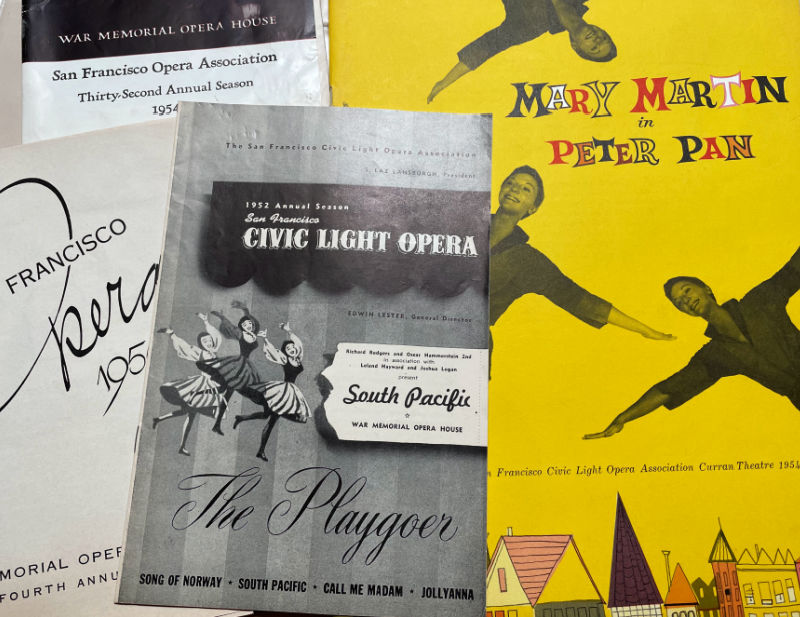 WAR MEMORIAL OPERA HOUSE
San Francisco Opera Association
Thirty-Second Annual Season
1954
FRANCISCO
Opera
195
MORIAL OPER
FOURTH ANNU
The San Francisco Civic Light Opera Association
LANSBURGH, President
1952 Annual Season
San Francisco
CIVIC LIGHT OPERA
EDWIN LESTER, General Director
Richard Rodgers and Oscar Hammerstein 2nd
in association with
Leland Hayward and Joshua Logan
present
South Pacific
WAR MEMORIAL OPERA HOUSE
The Playgoer
SONG OF NORWAY ★ SOUTH PACIFIC ★ CALL ME MADAM ★ JOLLYANNA
MARY MARTIN
in
PETER PAN
Francisco Civic Light Opera Association Curran Theatre 1954